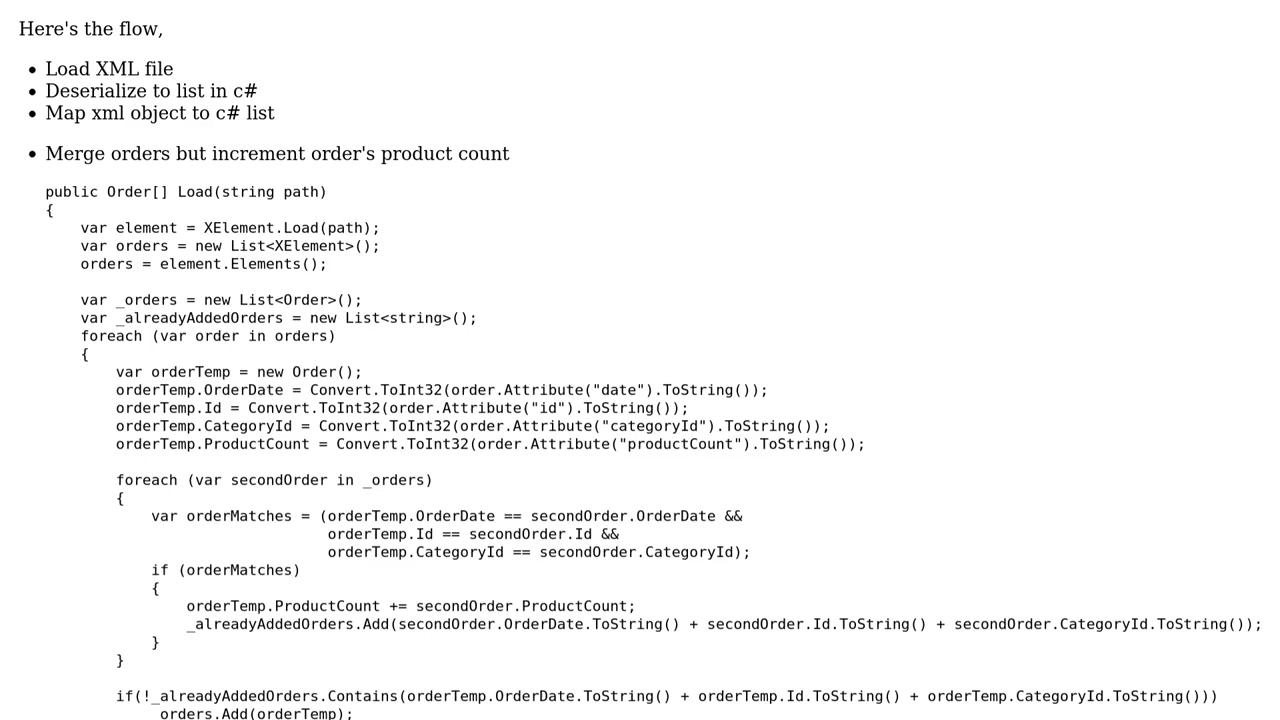 Here's the flow,
• Load XML file
• Deserialize to list in c#
• Map xml object to c# list
• Merge orders but increment order's product count
public Order[] Load(string path)
{
    var element = XElement.Load(path);
    var orders = new List<XElement>();
    orders = element.Elements();

    var _orders = new List<Order>();
    var _alreadyAddedOrders = new List<string>();
    foreach (var order in orders)
    {
        var orderTemp = new Order();
        orderTemp.OrderDate = Convert.ToInt32(order.Attribute("date").ToString());
        orderTemp.Id = Convert.ToInt32(order.Attribute("id").ToString());
        orderTemp.CategoryId = Convert.ToInt32(order.Attribute("categoryId").ToString());
        orderTemp.ProductCount = Convert.ToInt32(order.Attribute("productCount").ToString());

        foreach (var secondOrder in _orders)
        {
            var orderMatches = (orderTemp.OrderDate == secondOrder.OrderDate &&
                                orderTemp.Id == secondOrder.Id &&
                                orderTemp.CategoryId == secondOrder.CategoryId);
            if (orderMatches)
            {
                orderTemp.ProductCount += secondOrder.ProductCount;
                _alreadyAddedOrders.Add(secondOrder.OrderDate.ToString() + secondOrder.Id.ToString() + secondOrder.CategoryId.ToString());
            }
        }

        if(!_alreadyAddedOrders.Contains(orderTemp.OrderDate.ToString() + orderTemp.Id.ToString() + orderTemp.CategoryId.ToString()))
             orders.Add(orderTemp);